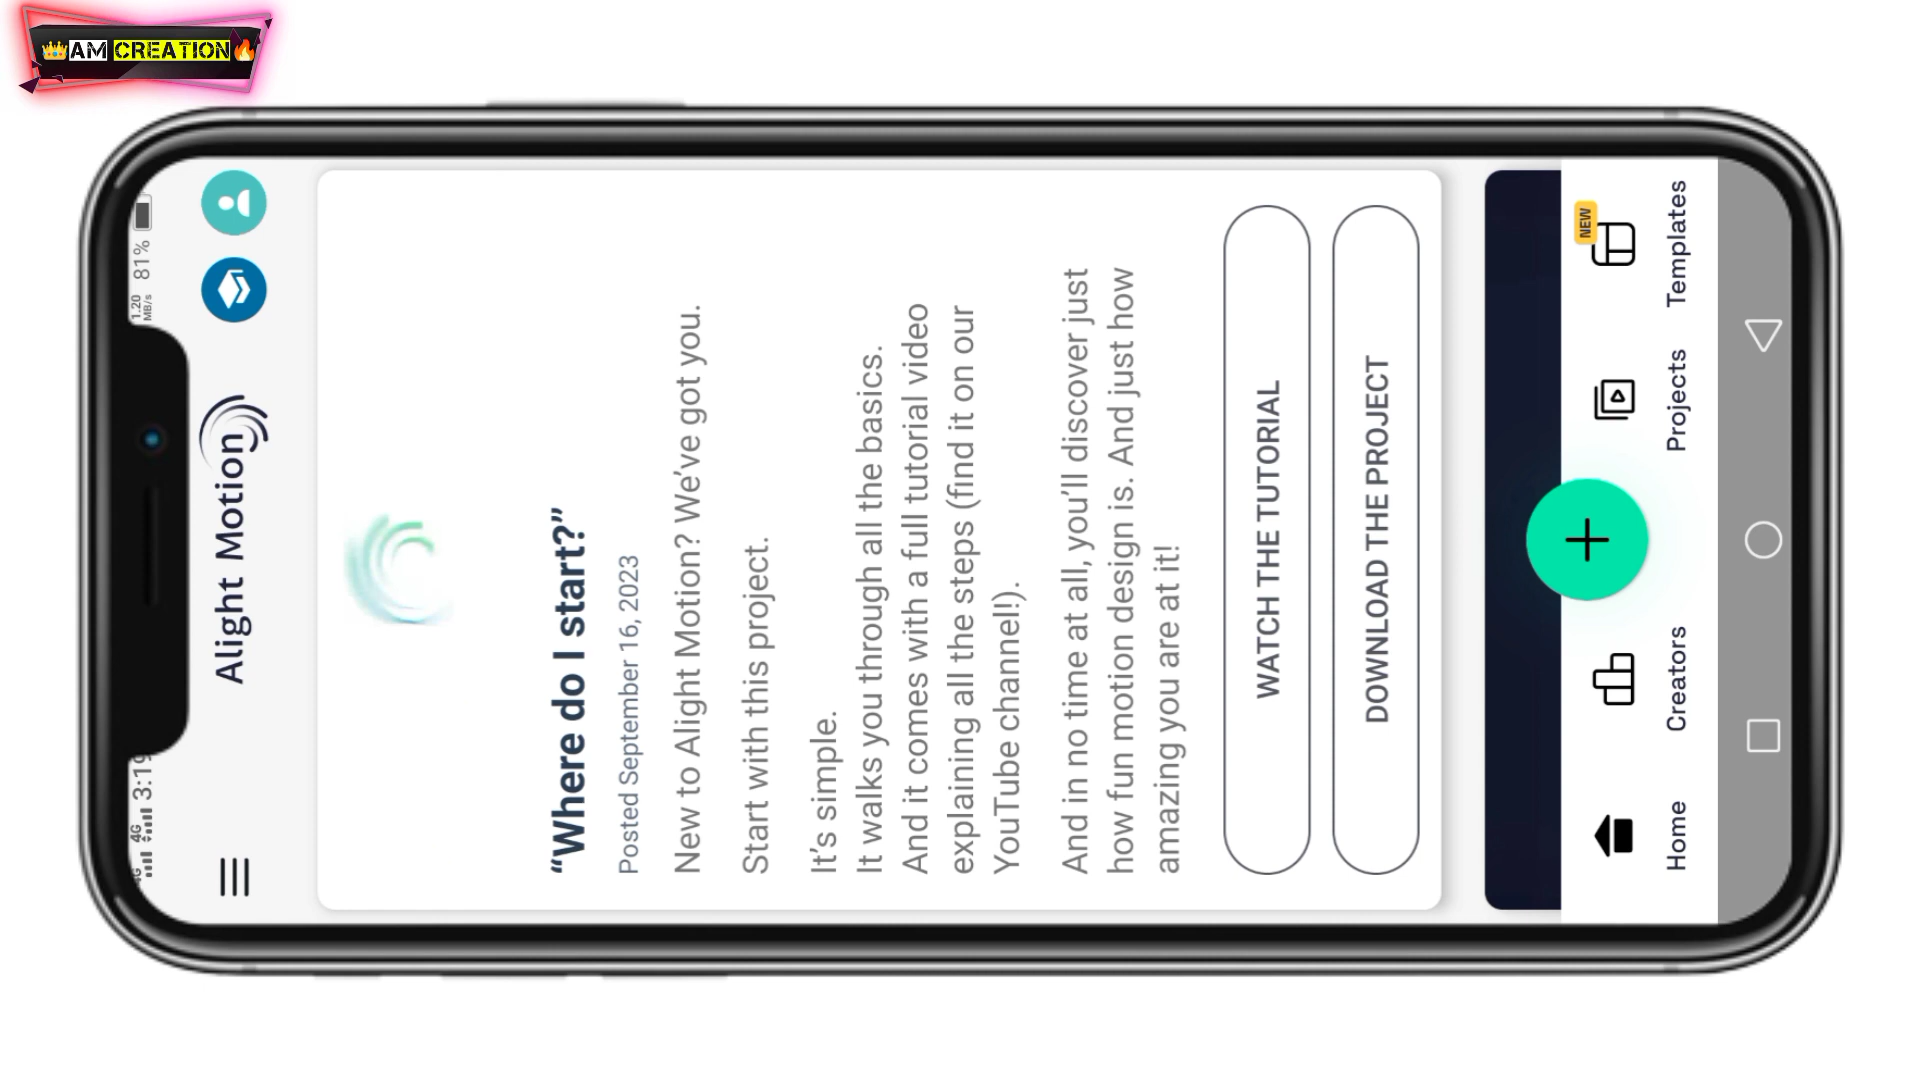 👑AM CREATION🔥
1.20 MB/s 81%
Alight Motion
“Where do I start?”
Posted September 16, 2023
New to Alight Motion? We’ve got you.
Start with this project.
It’s simple.
It walks you through all the basics.
And it comes with a full tutorial video
explaining all the steps (find it on our
YouTube channel!).
And in no time at all, you’ll discover just
how fun motion design is. And just how
amazing you are at it!
WATCH THE TUTORIAL
DOWNLOAD THE PROJECT
Home
Creators
Projects
NEW
Templates